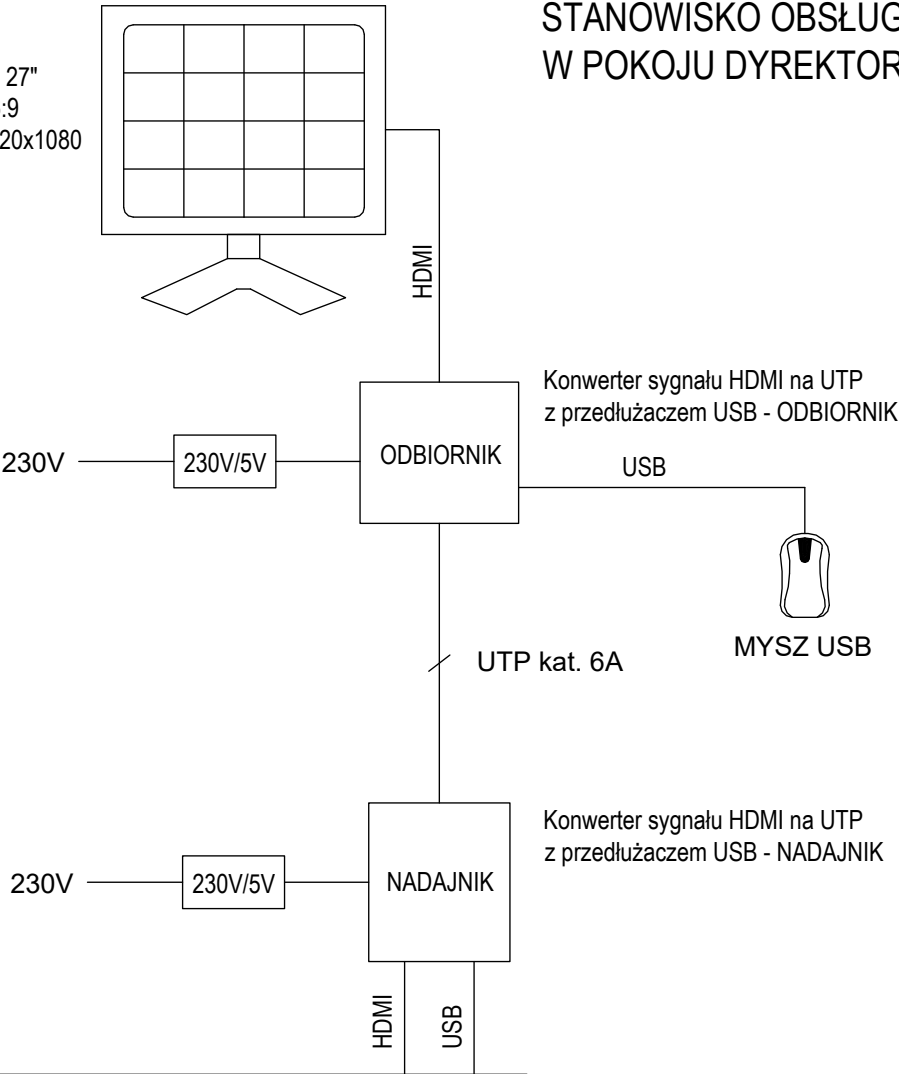 STANOWISKO OBSŁUG
W POKOJU DYREKTOR
27"
:9
20x1080
HDMI
Konwerter sygnału HDMI na UTP
z przedłużaczem USB - ODBIORNIK
230V
230V/5V
ODBIORNIK
USB
MYSZ USB
UTP kat. 6A
Konwerter sygnału HDMI na UTP
z przedłużaczem USB - NADAJNIK
230V
230V/5V
NADAJNIK
HDMI
USB